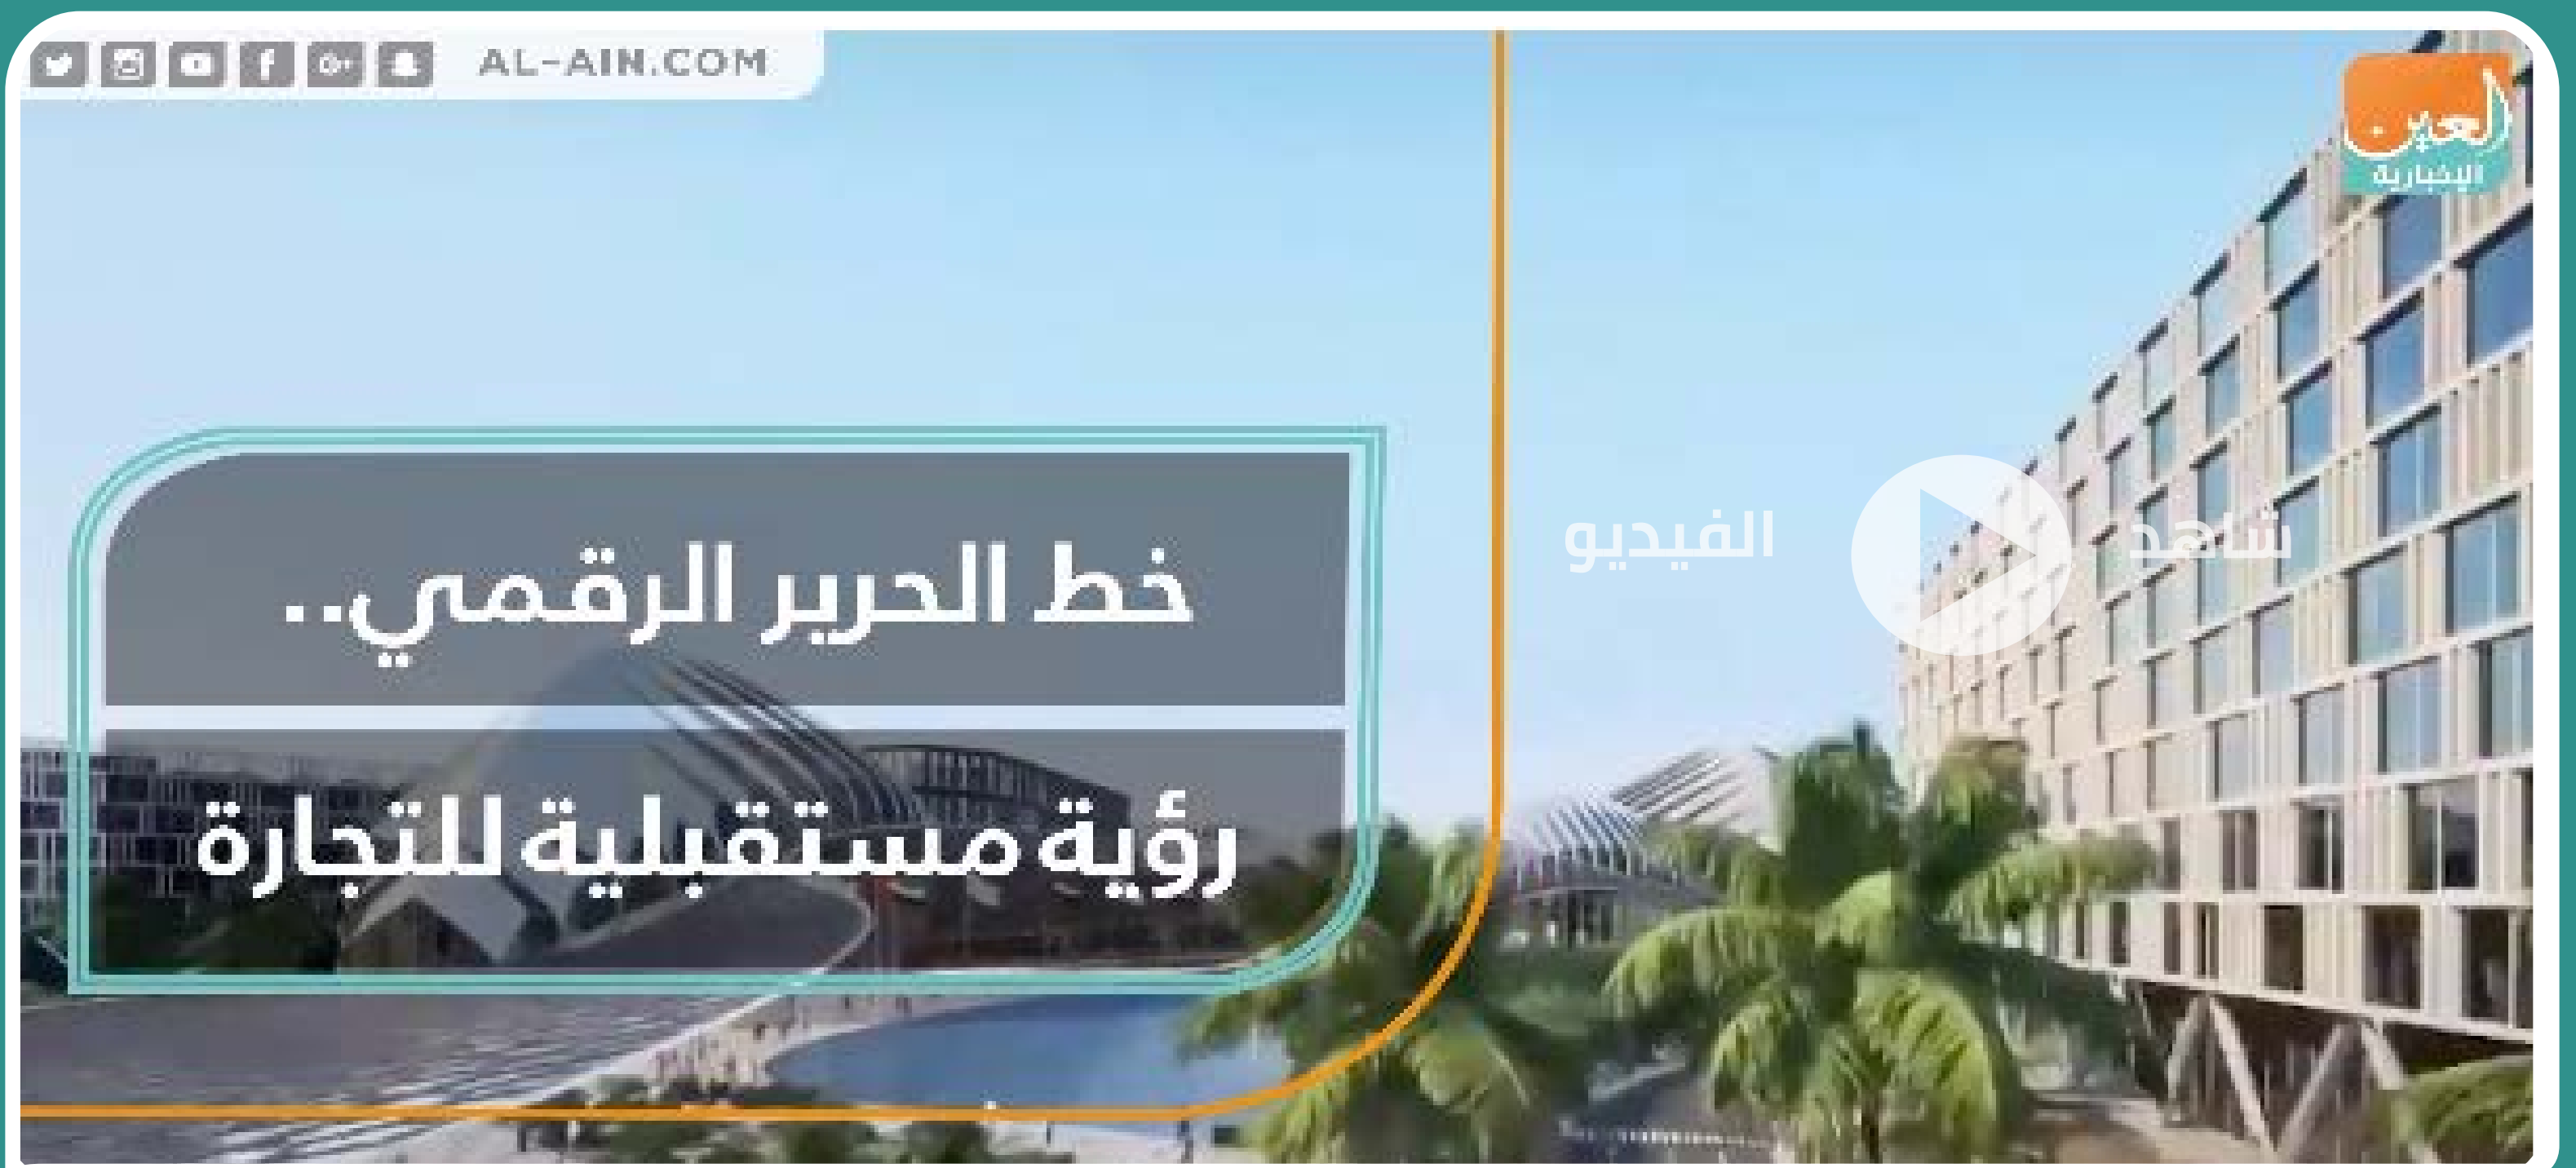 AL-AIN.COM
العين
الإخبارية
شاهد الفيديو
خط الحرير الرقمي..
رؤية مستقبلية للتجارة